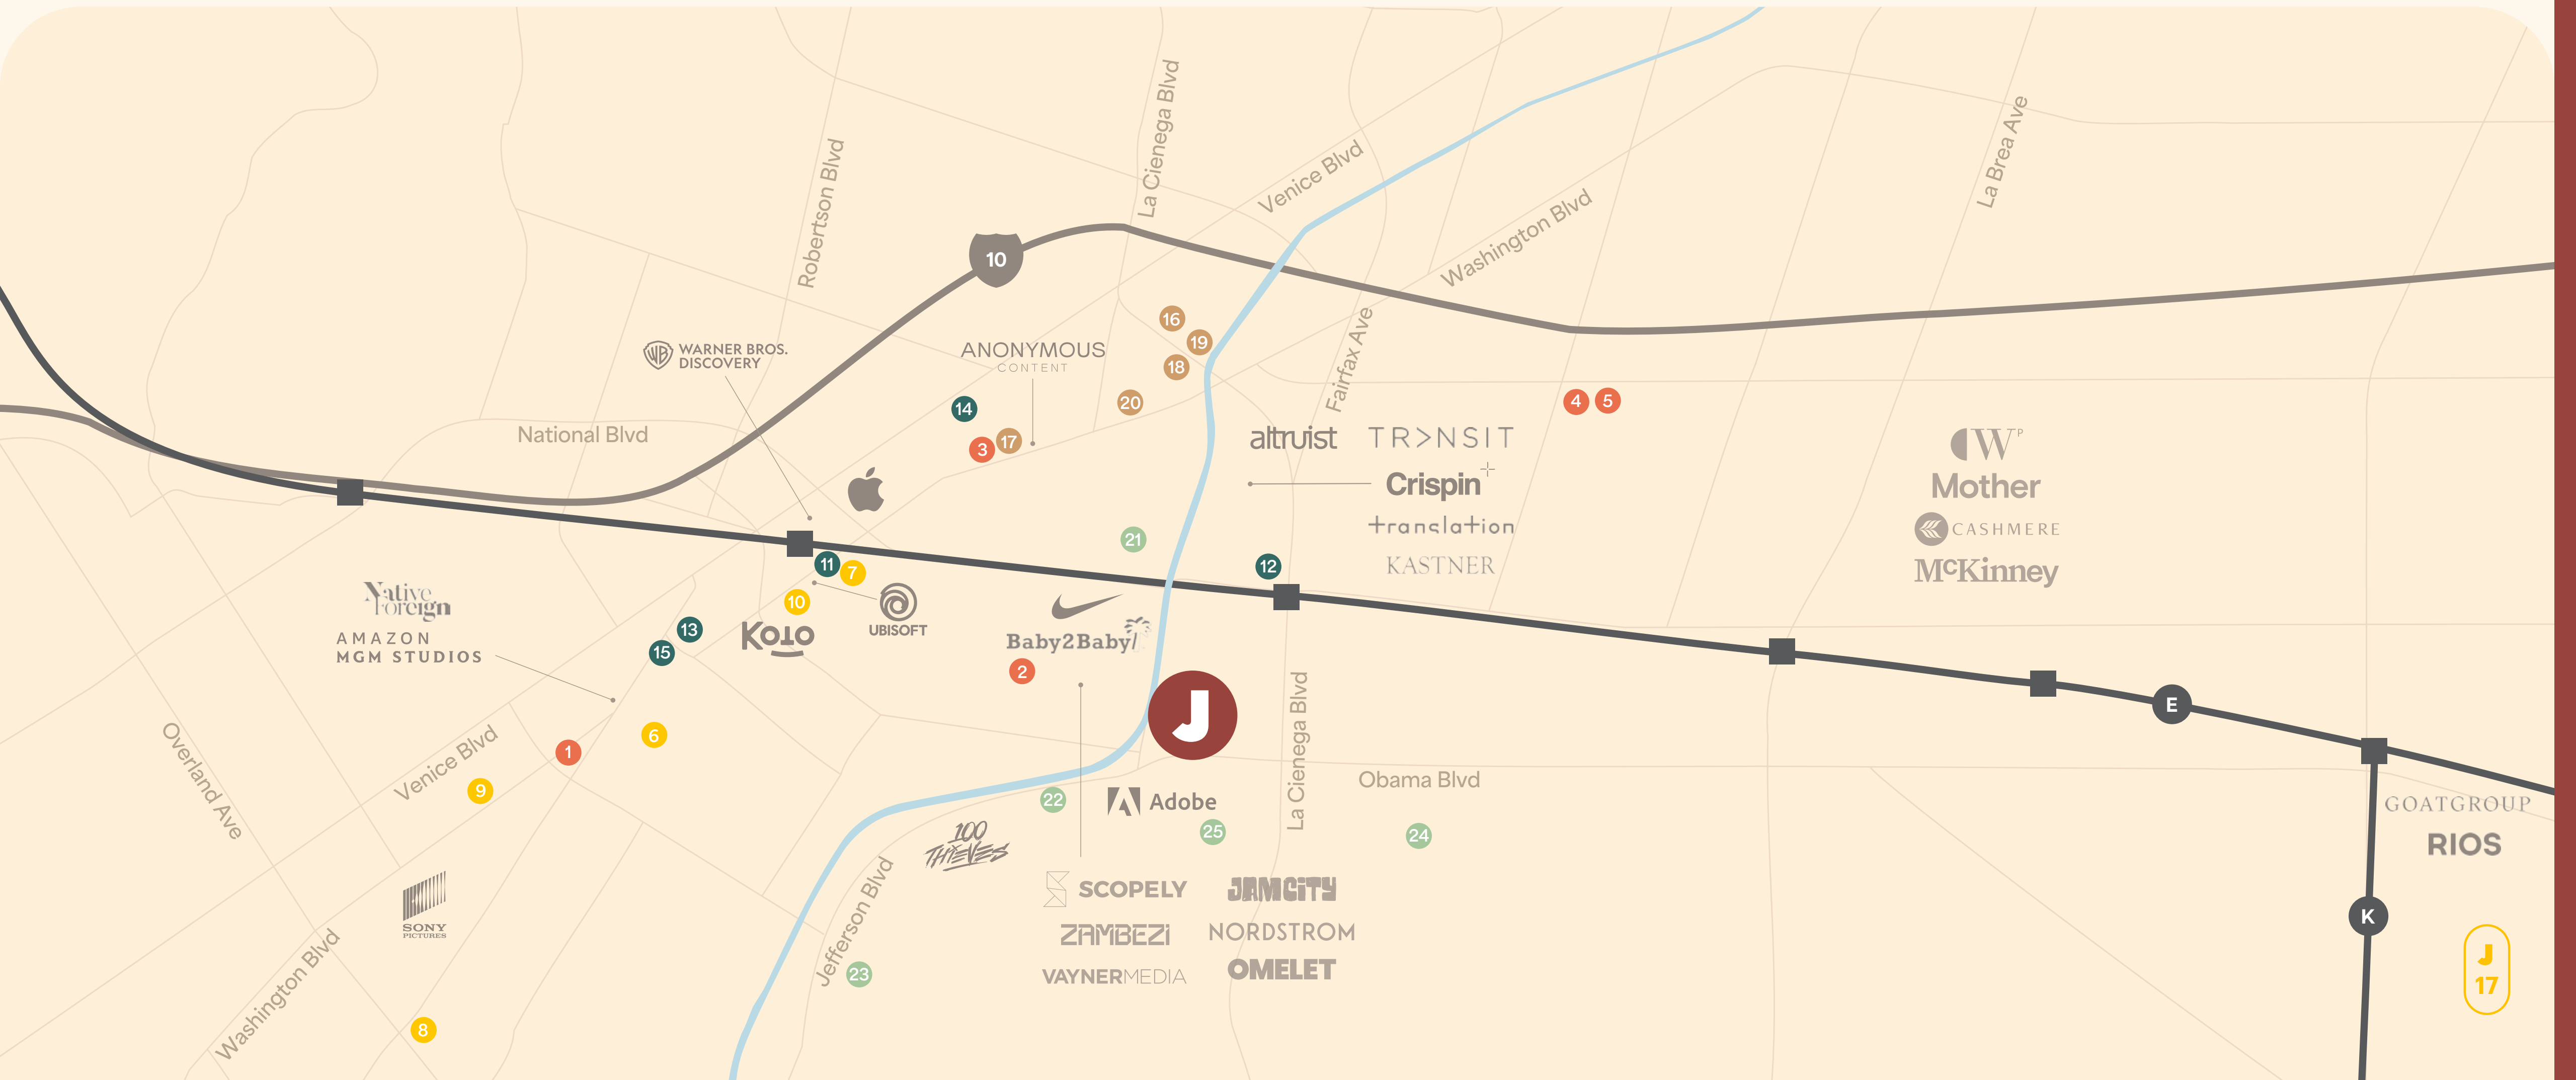 La Cienega Blvd
Robertson Blvd
Venice Blvd
La Brea Ave
Washington Blvd
10
16
19
18
20
Fairfax Ave
WB
WARNER BROS.
DISCOVERY
ANONYMOUS
CONTENT
14
3
17
4
5
National Blvd
altruist
TR>NSIT
Crispin
translation
KASTNER
CWP
Mother
CASHMERE
McKinney
21
12
11
7
10
UBISOFT
Koto
Native
Foreign
AMAZON
MGM STUDIOS
13
15
Baby2Baby
2
J
E
Overland Ave
Venice Blvd
1
6
9
La Cienega Blvd
Obama Blvd
22
Adobe
25
24
GOATGROUP
RIOS
100
THIEVES
Jefferson Blvd
23
SCOPELY
JAMCITY
ZAMBEZI
NORDSTROM
VAYNERMEDIA
OMELET
SONY
PICTURES
Washington Blvd
8
K
J
17